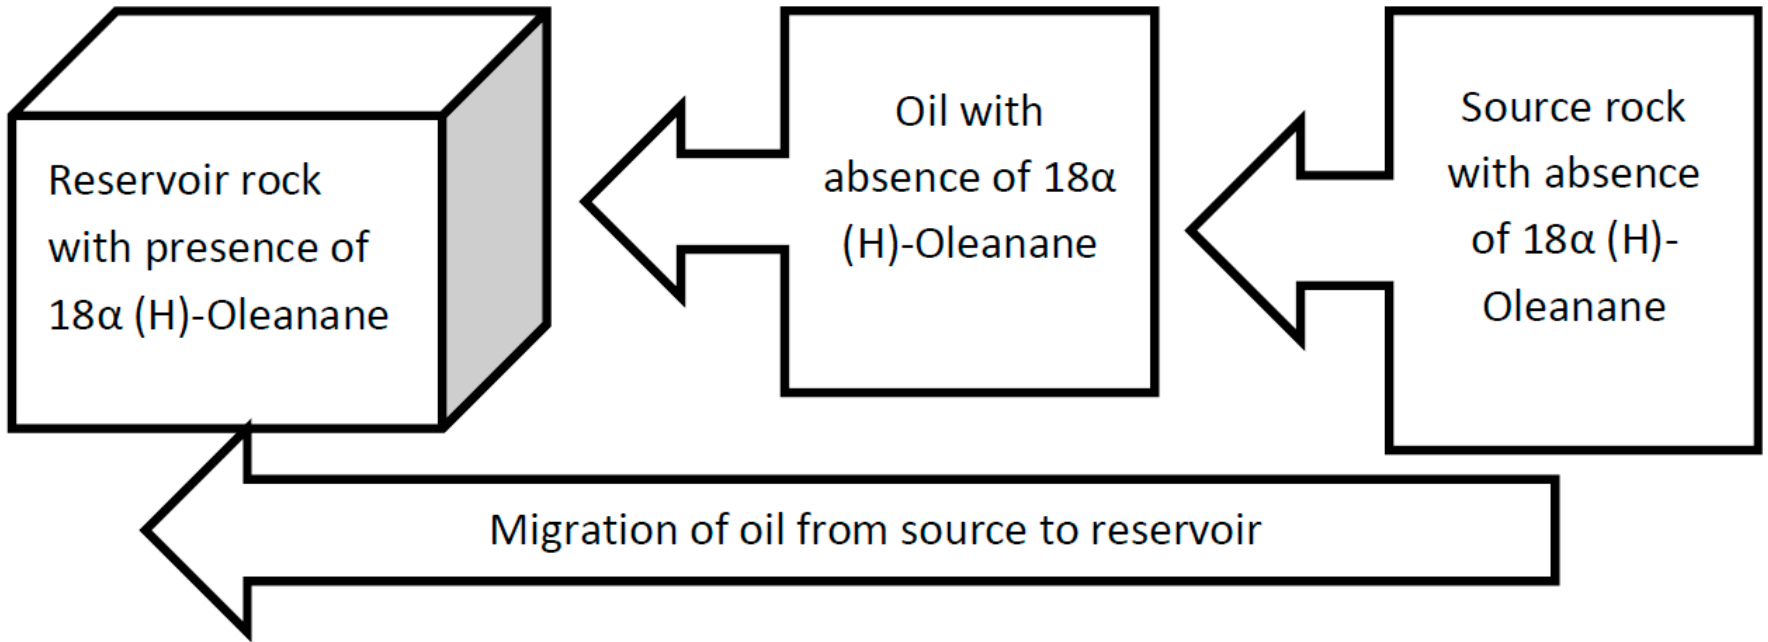 Reservoir rock
with presence of
18α (H)-Oleanane
Oil with
absence of 18α
(H)-Oleanane
Source rock
with absence
of 18α (H)-
Oleanane
Migration of oil from source to reservoir